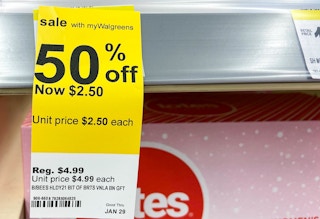 sale with myWalgreens
50% off
Now $2.50
Unit price $2.50 each
Reg. $4.99
Unit price $4.99 each
BIBEES HLDY21 BIT OF BRTS VNLA BN GFT
Good Thru
JAN 29
tes